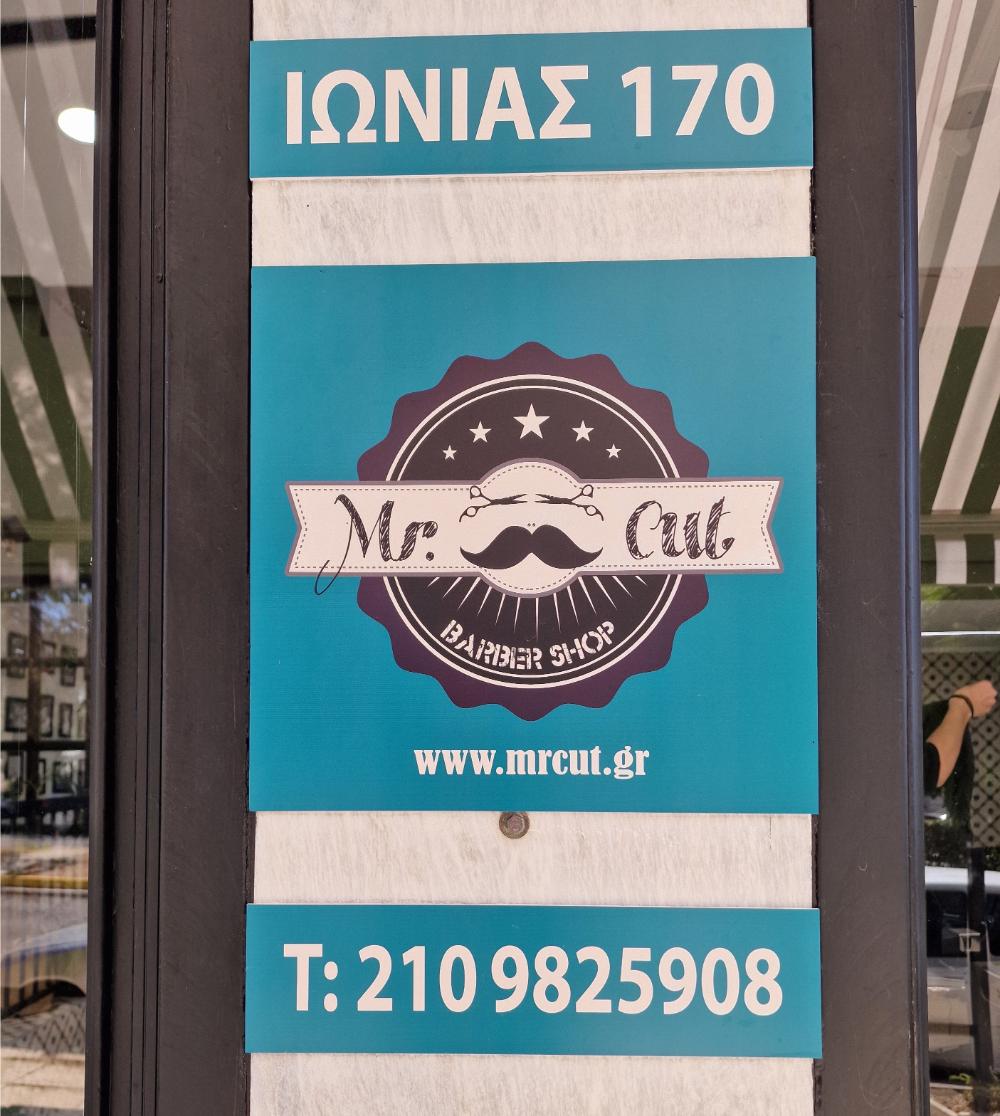 ΙΩΝΙΑΣ 170
Mr. Cut
BARBER SHOP
www.mrcut.gr
T: 210 9825908